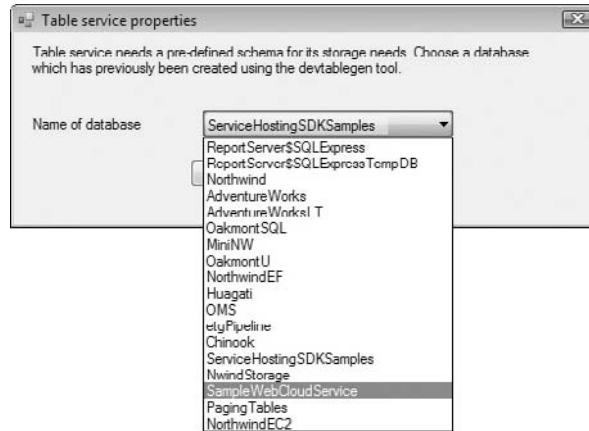 Table service properties
Table service needs a pre-defined schema for its storage needs. Choose a database
which has previously been created using the devtablegen tool.
Name of database
ServiceHostingSDKSamples
ReportServer$SQLExpress
ReportServer$SQLExpressTempDB
Northwind
AdventureWorks
AdventureWorksLT
OakmontSQL
MiniNW
OakmontU
NorthwindEF
Huagati
OMS
Chinook
ServiceHostingSDKSamples
NwindStorage
SampleWebCloudService
PagingTables
NorthwindEC2